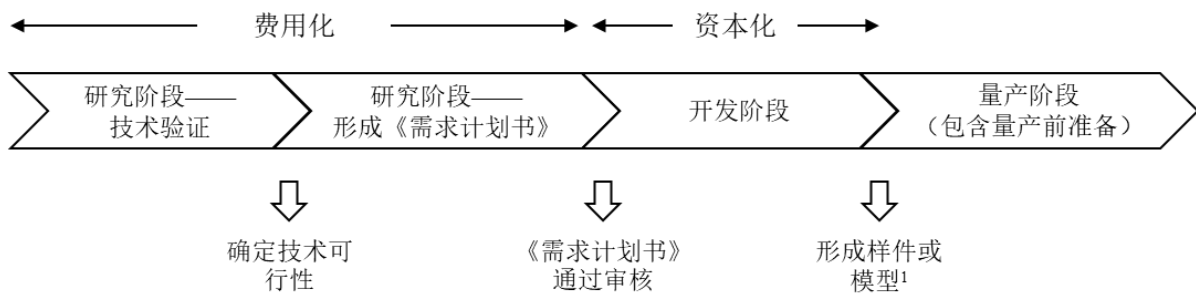 费用化
资本化
研究阶段——
技术验证
研究阶段——
形成《需求计划书》
开发阶段
量产阶段
（包含量产前准备）
确定技术可
行性
《需求计划书》
通过审核
形成样件或
模型¹